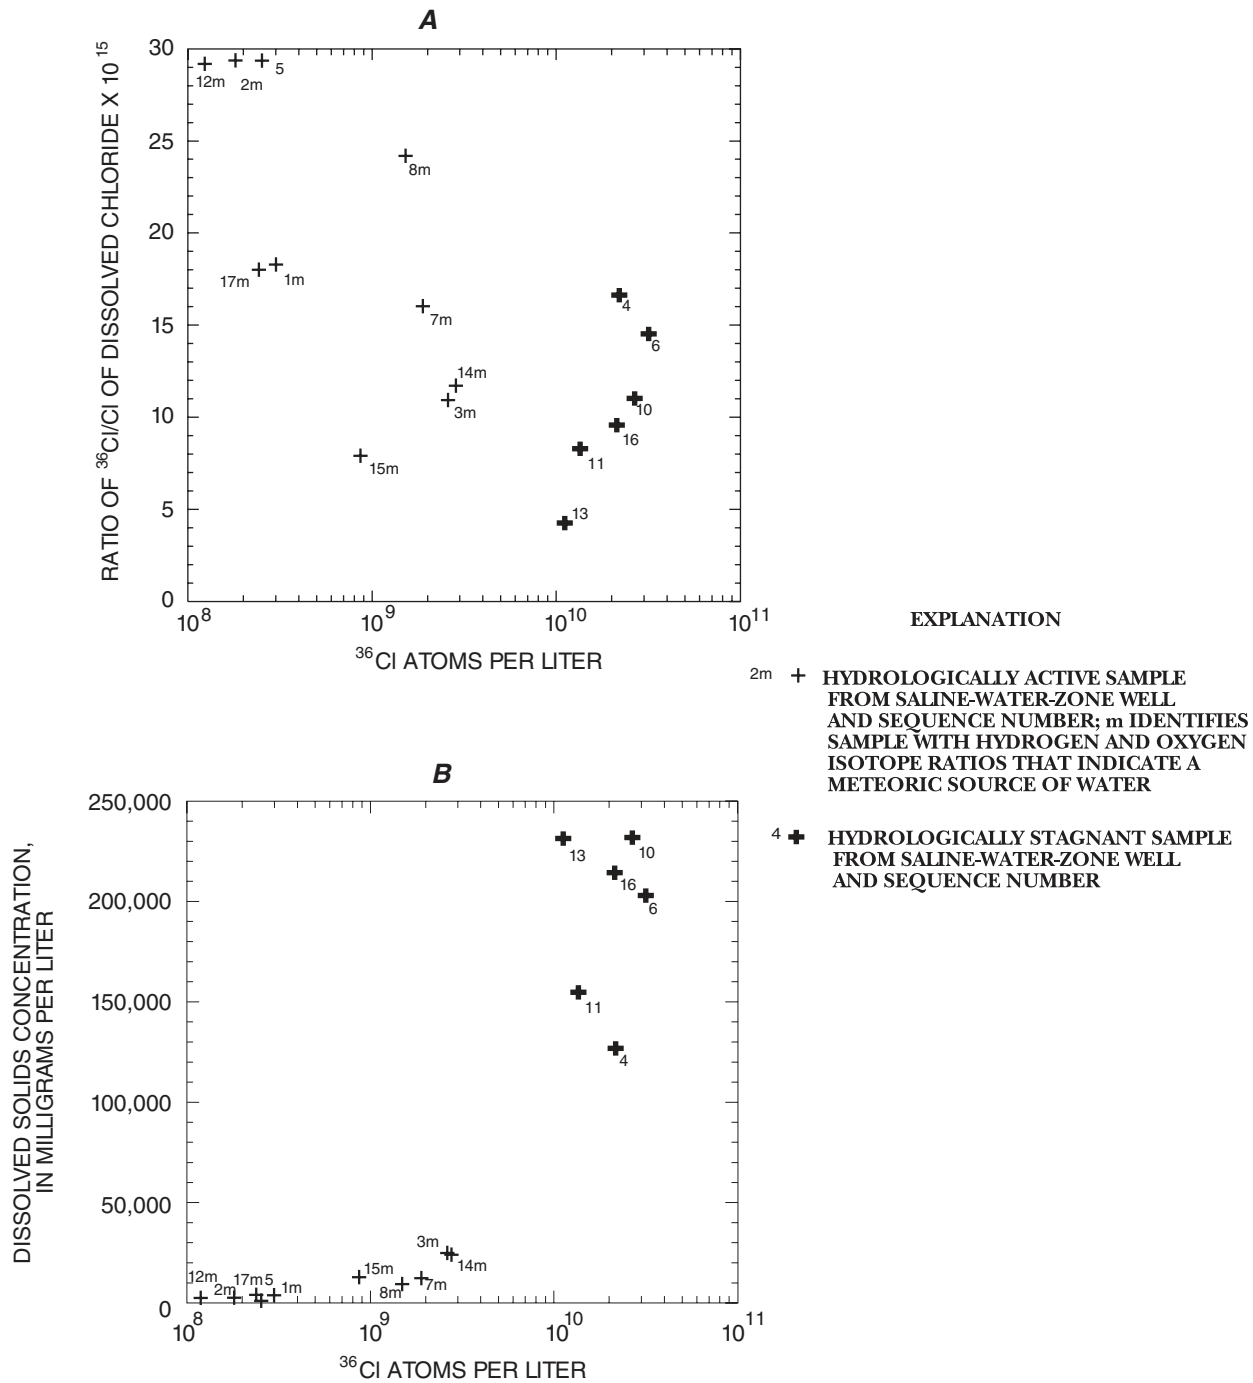 A
RATIO OF 36Cl/Cl OF DISSOLVED CHLORIDE X 10 15
30
25
20
15
10
5
0
12m
2m
5
8m
17m
1m
7m
14m
3m
15m
4
6
10
16
11
13
10^8
10^9
10^10
10^11
36Cl ATOMS PER LITER
EXPLANATION
2m
HYDROLOGICALLY ACTIVE SAMPLE
FROM SALINE-WATER-ZONE WELL
AND SEQUENCE NUMBER; m IDENTIFIES
SAMPLE WITH HYDROGEN AND OXYGEN
ISOTOPE RATIOS THAT INDICATE A
METEORIC SOURCE OF WATER
4
HYDROLOGICALLY STAGNANT SAMPLE
FROM SALINE-WATER-ZONE WELL
AND SEQUENCE NUMBER
B
DISSOLVED SOLIDS CONCENTRATION,
IN MILLIGRAMS PER LITER
250,000
200,000
150,000
100,000
50,000
0
13
10
16
6
11
4
3m
14m
15m
8m
7m
12m
2m
17m
5
1m
10^8
10^9
10^10
10^11
36Cl ATOMS PER LITER